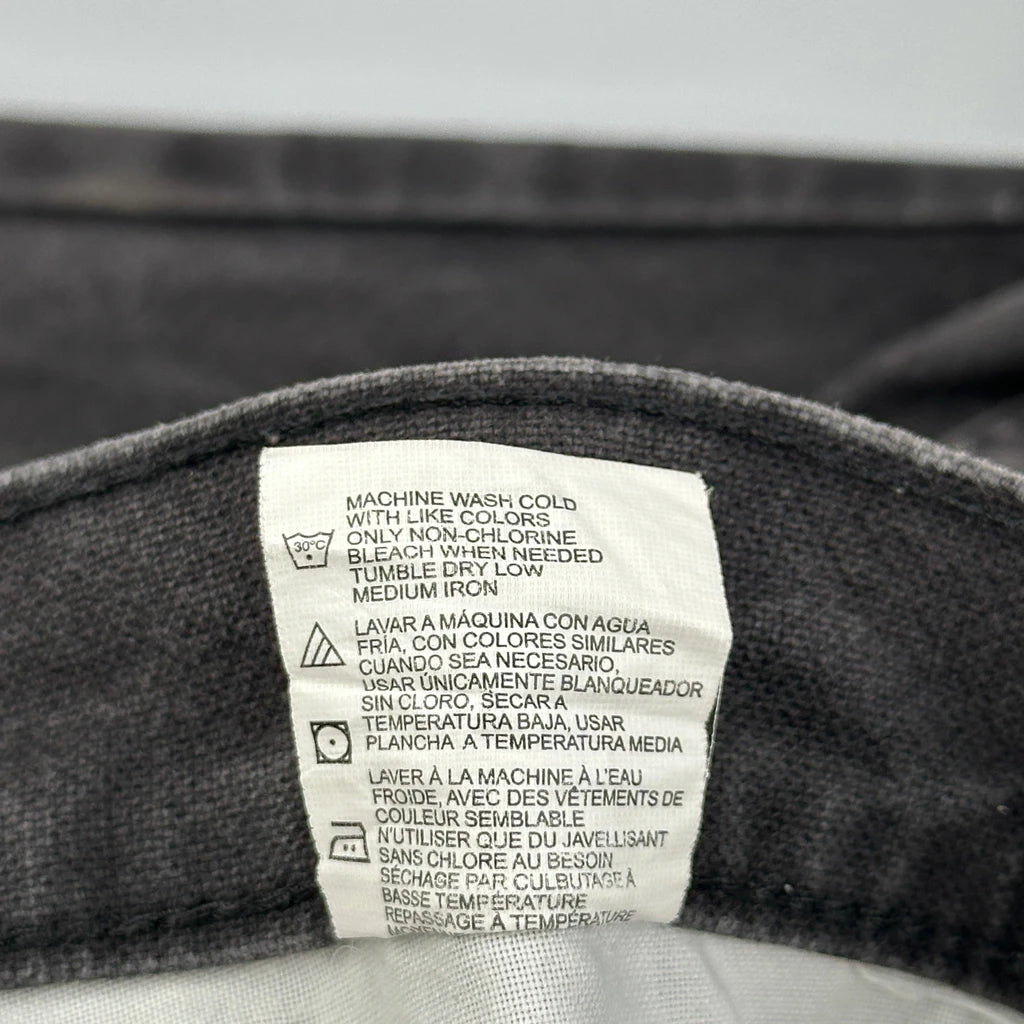 MACHINE WASH COLD
WITH LIKE COLORS
30°C
ONLY NON-CHLORINE
BLEACH WHEN NEEDED
TUMBLE DRY LOW
MEDIUM IRON
LAVAR A MÁQUINA CON AGUA
FRÍA, CON COLORES SIMILARES
CUANDO SEA NECESARIO,
USAR ÚNICAMENTE BLANQUEADOR
SIN CLORO, SECAR A
TEMPERATURA BAJA, USAR
PLANCHA A TEMPERATURA MEDIA
LAVER À LA MACHINE À L'EAU
FROIDE, AVEC DES VÊTEMENTS DE
COULEUR SEMBLABLE
N'UTILISER QUE DU JAVELLISANT
SANS CHLORE AU BESOIN
SÉCHAGE PAR CULBUTAGE À
BASSE TEMPÉRATURE
REPASSAGE À TEMPÉRATURE